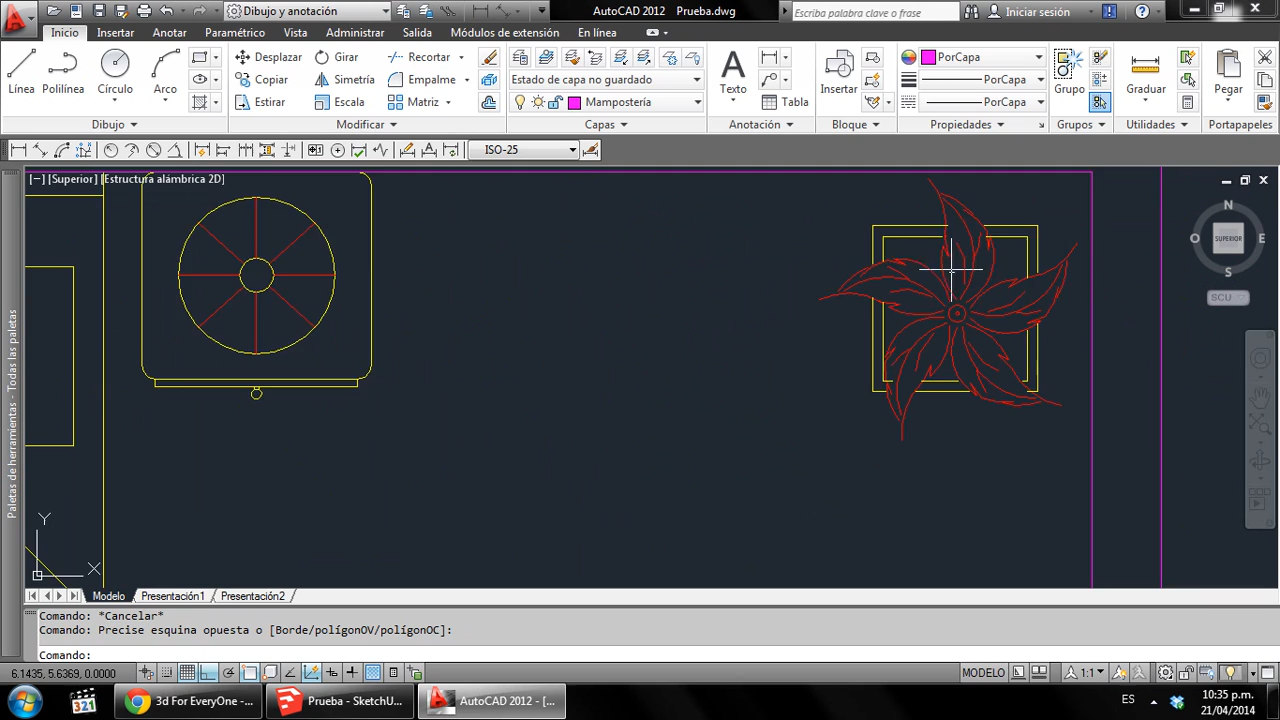 Dibujo y anotación
AutoCAD 2012 Prueba.dwg
Escriba palabra clave o frase
Iniciar sesión
Inicio Insertar Anotar Paramétrico Vista Administrar Salida Módulos de extensión En línea
Línea Polilínea Círculo Arco
Desplazar Girar Recortar
Copiar Simetría Empalme
Estirar Escala Matriz
Estado de capa no guardado
Mampostería
Texto
Tabla
Insertar
PorCapa
PorCapa
PorCapa
Grupo
Graduar
Pegar
Dibujo Modificar Capas Anotación Bloque Propiedades Grupos Utilidades Portapapeles
ISO-25
[−] [Superior] [Estructura alámbrica 2D]
N
O SUPERIOR E
S
SCU
Paletas de herramientas - Todas las paletas
Y
X
Modelo Presentación1 Presentación2
Comando: *Cancelar*
Comando: Precise esquina opuesta o [Borde/polígonOV/polígonOC]:
Comando:
6.1435, 5.6369, 0.0000
MODELO
1:1
321
3d For EveryOne -...
Prueba - SketchU...
AutoCAD 2012 - [...
ES
10:35 p.m.
21/04/2014